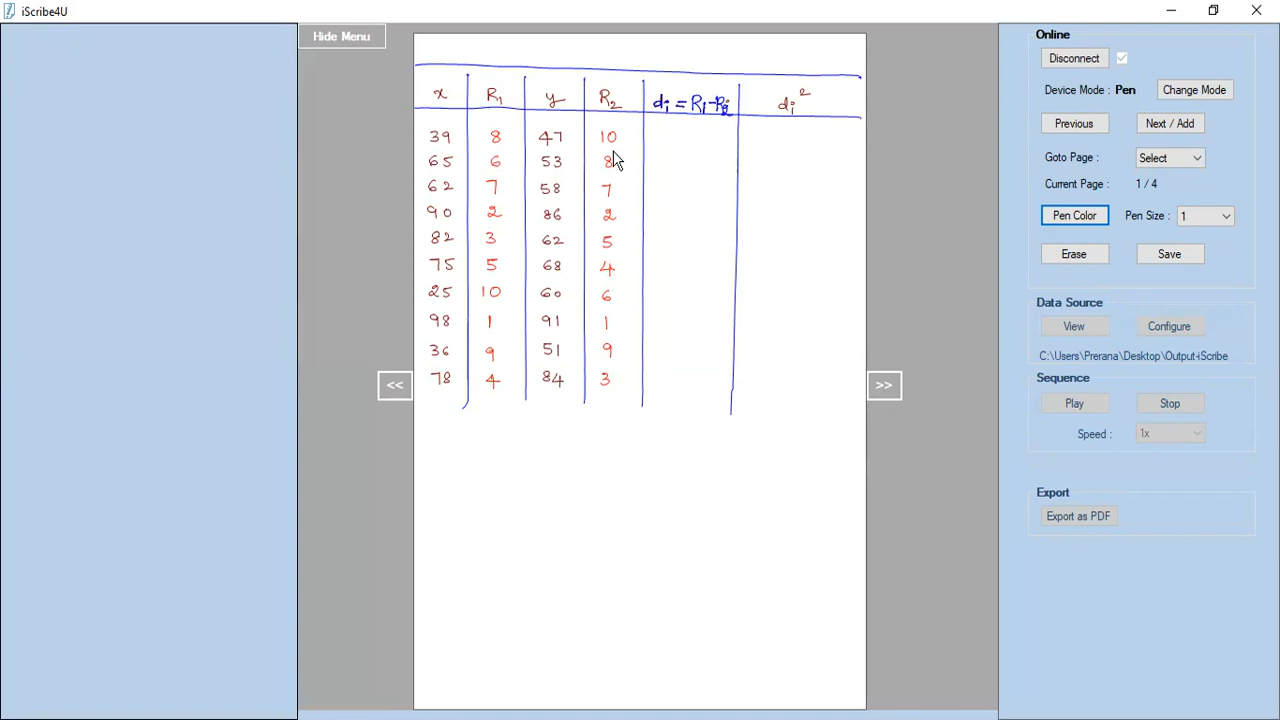 iScribe4U
Hide Menu
x R₁ y R₂ di = R₁-R₂ di²
39 8 47 10
65 6 53 8
62 7 58 7
90 2 86 2
82 3 62 5
75 5 68 4
25 10 60 6
98 1 91 1
36 9 51 9
78 4 84 3
<<
>>
Online
Disconnect
Device Mode : Pen Change Mode
Previous Next / Add
Goto Page : Select
Current Page : 1 / 4
Pen Color Pen Size : 1
Erase Save
Data Source
View Configure
C:\Users\Prerana\Desktop\Output-iScribe
Sequence
Play Stop
Speed : 1x
Export
Export as PDF